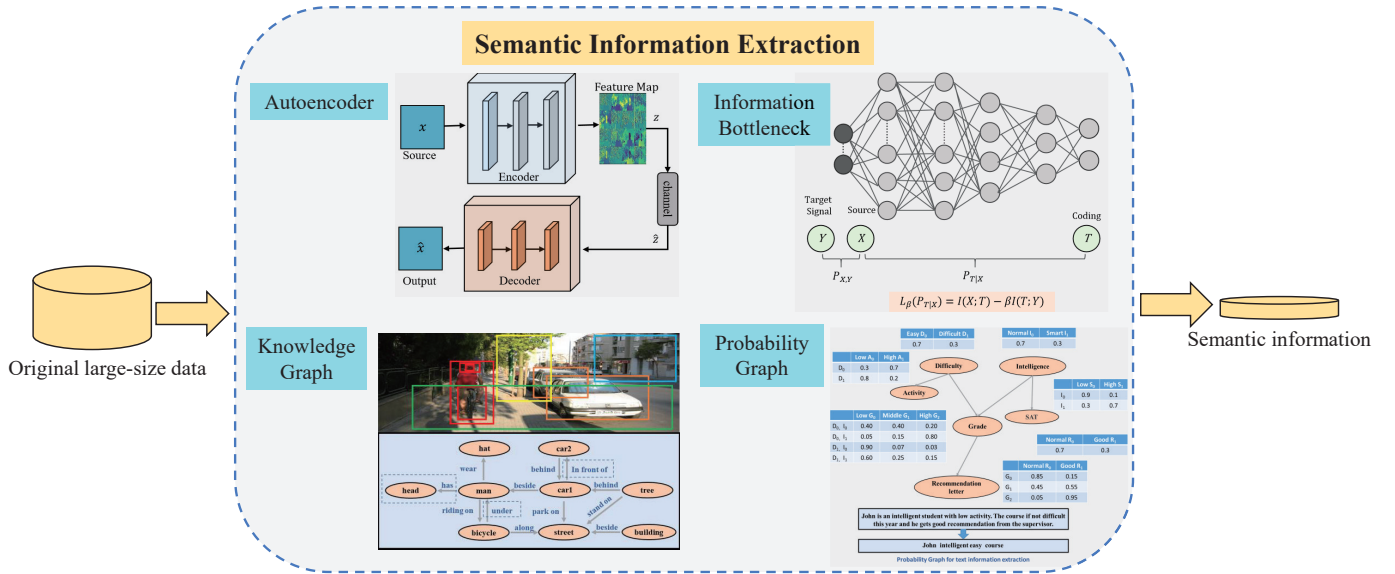 Semantic Information Extraction
Original large-size data
Autoencoder
x
Source
Encoder
Feature Map
z
channel
ẑ
Decoder
x̂
Output
Information
Bottleneck
Target
Signal
Source
Coding
Y
X
T
P_{X,Y}
P_{T|X}
L_β(P_{T|X}) = I(X;T) − βI(T;Y)
Knowledge
Graph
hat
car2
wear
behind
In front of
head
has
man
beside
car1
behind
tree
riding on
under
park on
stand on
bicycle
along
street
beside
building
Probability
Graph
Easy D₀ Difficult D₁
0.7 0.3
Normal I₀ Smart I₁
0.7 0.3
Low A₀ High A₁
D₀ 0.3 0.7
D₁ 0.8 0.2
Difficulty
Intelligence
Activity
Low S₀ High S₁
I₀ 0.9 0.1
I₁ 0.3 0.7
SAT
Grade
Low G₀ Middle G₁ High G₂
D₀, I₀ 0.40 0.40 0.20
D₀, I₁ 0.05 0.15 0.80
D₁, I₀ 0.90 0.07 0.03
D₁, I₁ 0.60 0.25 0.15
Normal R₀ Good R₁
0.7 0.3
Normal R₀ Good R₁
G₀ 0.85 0.15
G₁ 0.45 0.55
G₂ 0.05 0.95
Recommendation
letter
John is an intelligent student with low activity. The course if not difficult
this year and he gets good recommendation from the supervisor.
John intelligent easy course
Probability Graph for text information extraction
Semantic information